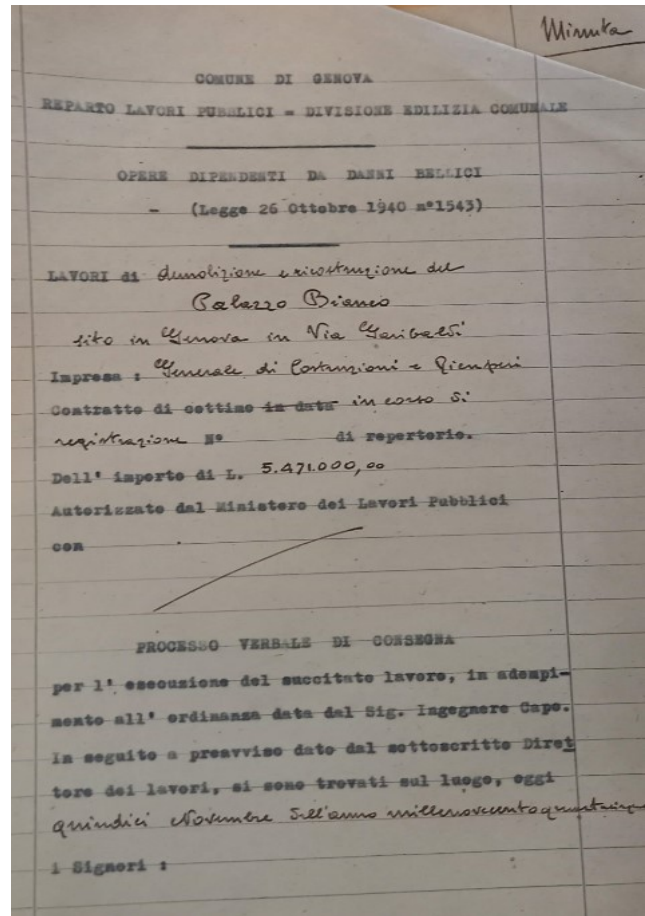 Minuta
COMUNE DI GENOVA
REPARTO LAVORI PUBBLICI = DIVISIONE EDILIZIA COMUNALE
OPERE DIPENDENTI DA DANNI BELLICI
- (Legge 26 Ottobre 1940 n°1543)
LAVORI di demolizione e ricostruzione del
Palazzo Bianco
sito in Genova in Via Garibaldi
Impresa : Generale di Costruzioni e
Contratto di cottimo in data in corso di
registrazione N° di repertorio.
Dell' importo di L. 5.471.000,00
Autorizzato dal Ministero dei Lavori Pubblici
con
PROCESSO VERBALE DI CONSEGNA
per l' esecuzione del succitato lavoro, in adempi-
mento all' ordinanza data dal Sig. Ingegnere Capo.
In seguito a preavviso dato dal sottoscritto Diret
tore dei lavori, si sono trovati sul luogo, oggi
quindici Novembre dell'anno
i Signori :